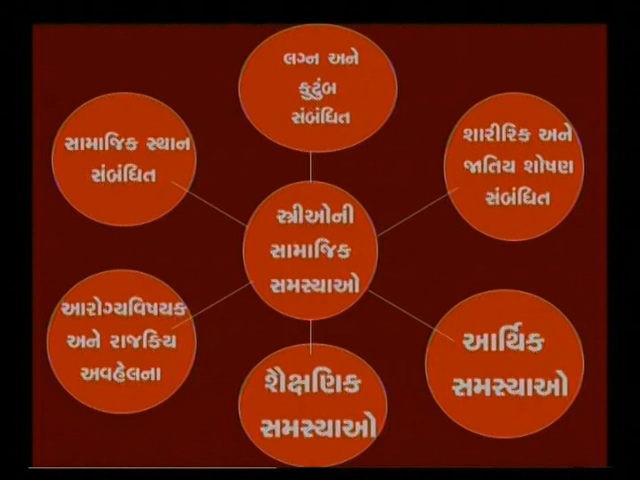 લગ્ન અને
કુટુંબ
સંબંધિત
સામાજિક સ્થાન
સંબંધિત
શારીરિક અને
જાતિય શોષણ
સંબંધિત
સ્ત્રીઓની
સામાજિક
સમસ્યાઓ
આરોગ્યવિષયક
અને રાજકિય
અવહેલના
આર્થિક
સમસ્યાઓ
શૈક્ષણિક
સમસ્યાઓ